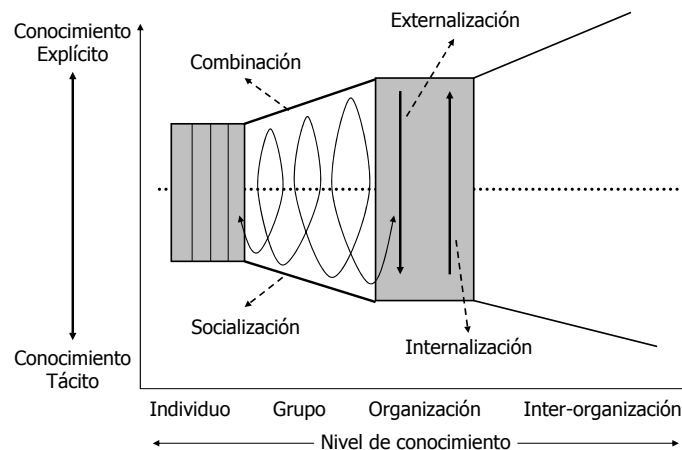 Conocimiento
Explícito
Externalización
Combinación
Socialización
Internalización
Conocimiento
Tácito
Individuo
Grupo
Organización
Inter-organización
Nivel de conocimiento